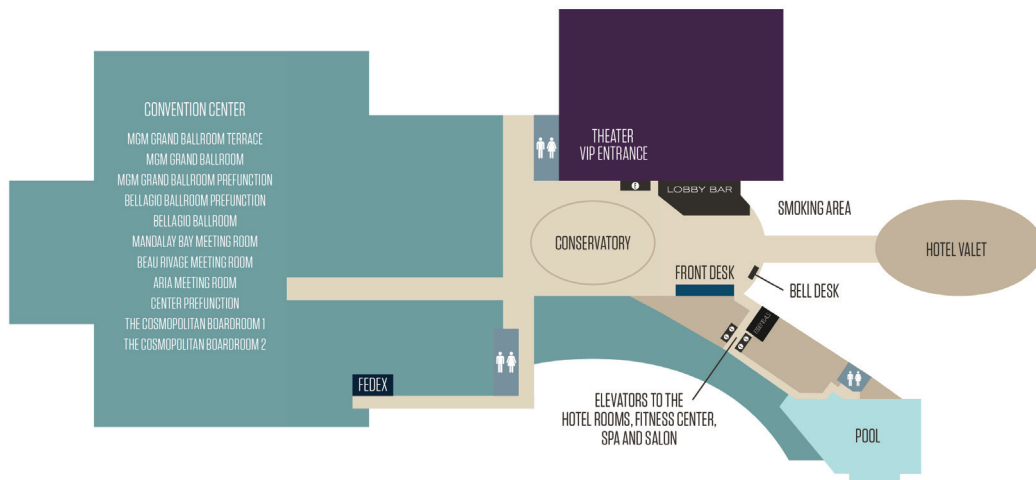 CONVENTION CENTER
MGM GRAND BALLROOM TERRACE
MGM GRAND BALLROOM
MGM GRAND BALLROOM PREFUNCTION
BELLAGIO BALLROOM PREFUNCTION
BELLAGIO BALLROOM
MANDALAY BAY MEETING ROOM
BEAU RIVAGE MEETING ROOM
ARIA MEETING ROOM
CENTER PREFUNCTION
THE COSMOPOLITAN BOARDROOM 1
THE COSMOPOLITAN BOARDROOM 2
THEATER
VIP ENTRANCE
LOBBY BAR
SMOKING AREA
CONSERVATORY
HOTEL VALET
FRONT DESK
BELL DESK
FEDEX
ELEVATORS TO THE
HOTEL ROOMS, FITNESS CENTER,
SPA AND SALON
POOL